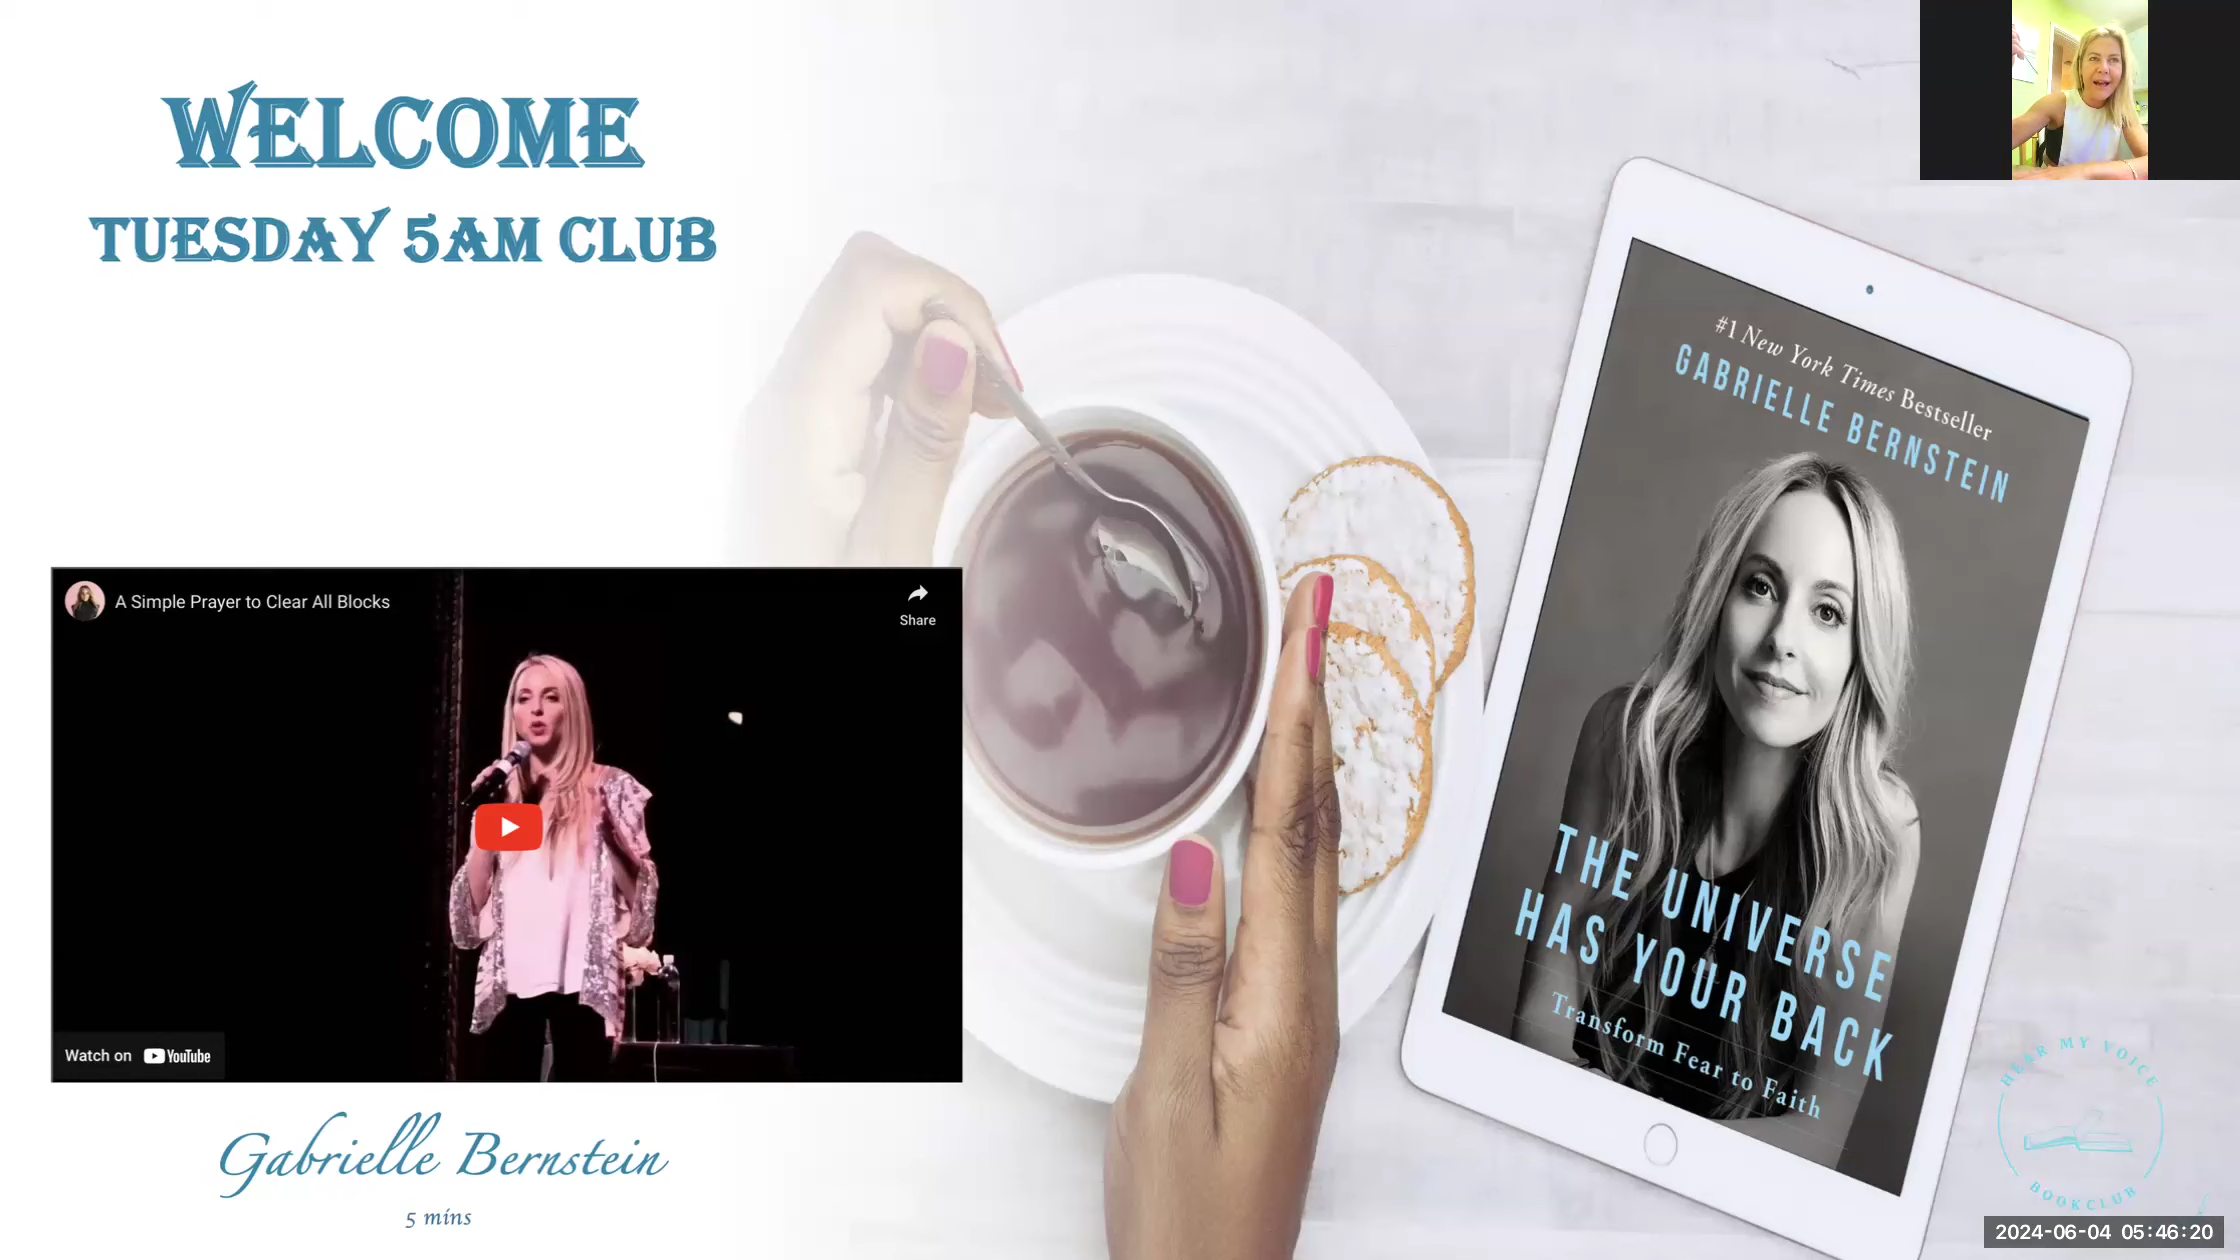 WELCOME
TUESDAY 5AM CLUB
A Simple Prayer to Clear All Blocks
Share
Watch on YouTube
Gabrielle Bernstein
5 mins
#1 New York Times Bestseller
GABRIELLE BERNSTEIN
THE UNIVERSE
HAS YOUR BACK
Transform Fear to Faith
HEAR MY VOICE
BOOKCLUB
2024-06-04 05:46:20